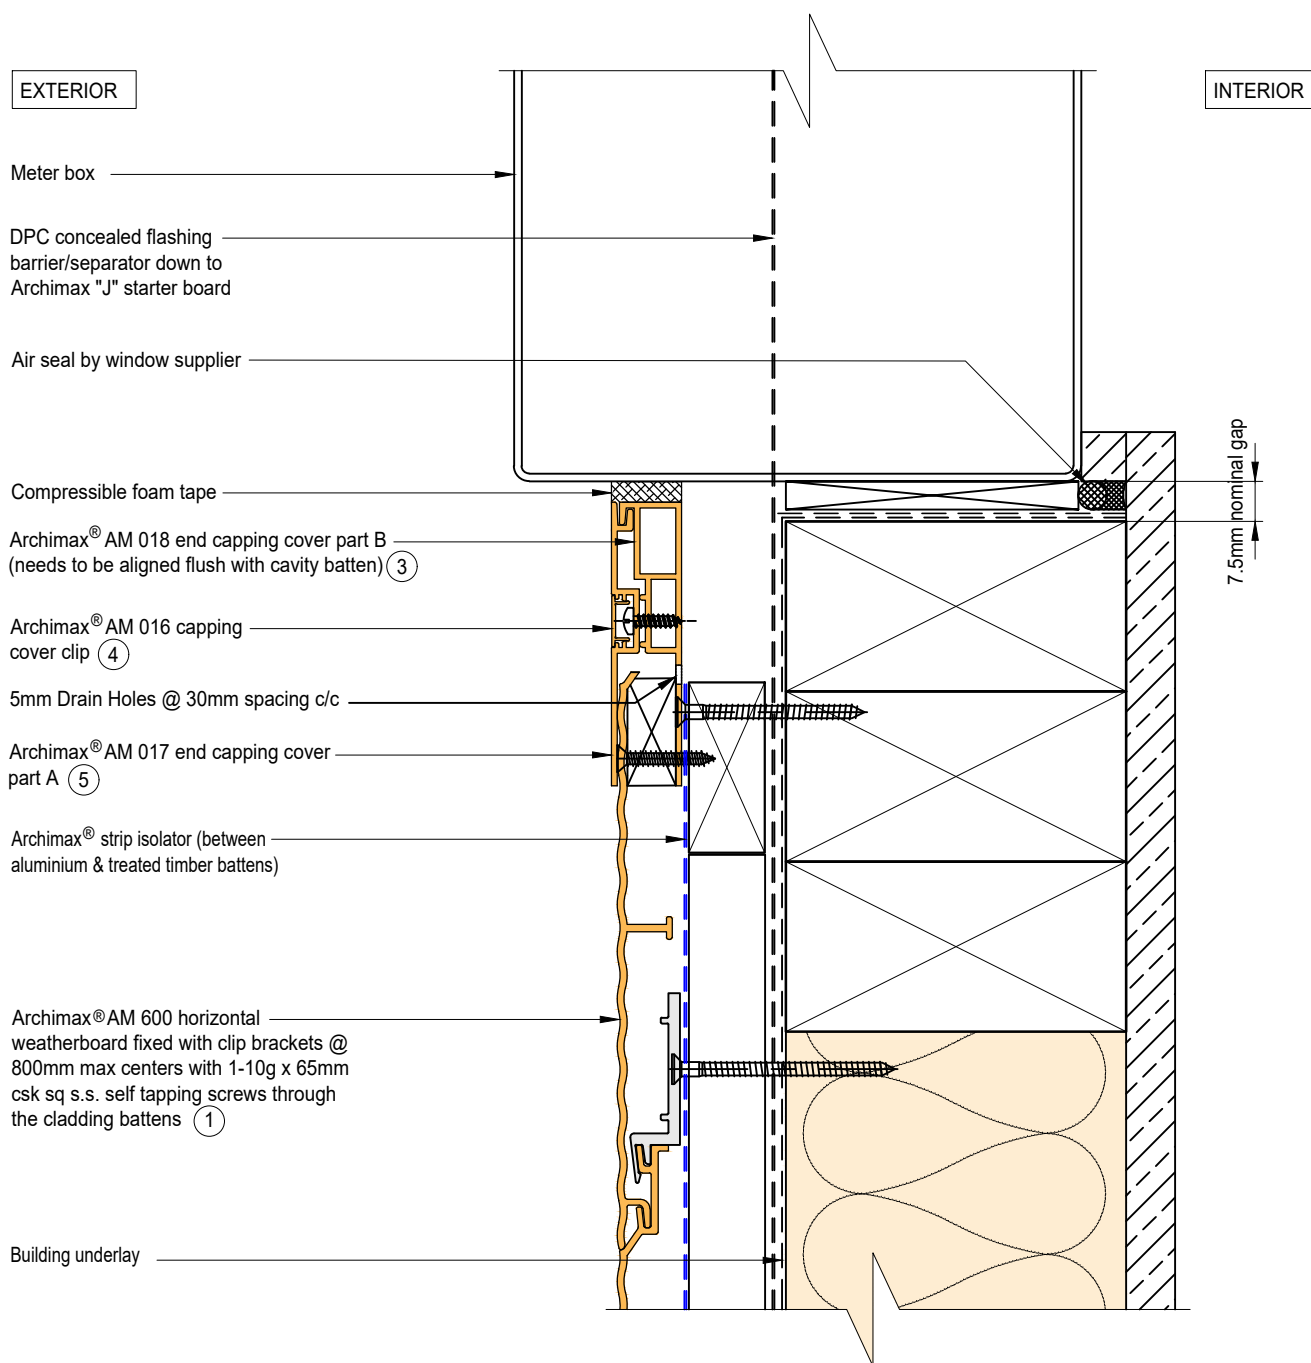 EXTERIOR
INTERIOR
Meter box
DPC concealed flashing
barrier/separator down to
Archimax "J" starter board
Air seal by window supplier
7.5mm nominal gap
Compressible foam tape
Archimax® AM 018 end capping cover part B
(needs to be aligned flush with cavity batten) 3
Archimax® AM 016 capping
cover clip 4
5mm Drain Holes @ 30mm spacing c/c
Archimax® AM 017 end capping cover
part A 5
Archimax® strip isolator (between
aluminium & treated timber battens)
Archimax® AM 600 horizontal
weatherboard fixed with clip brackets @
800mm max centers with 1-10g x 65mm
csk sq s.s. self tapping screws through
the cladding battens 1
Building underlay